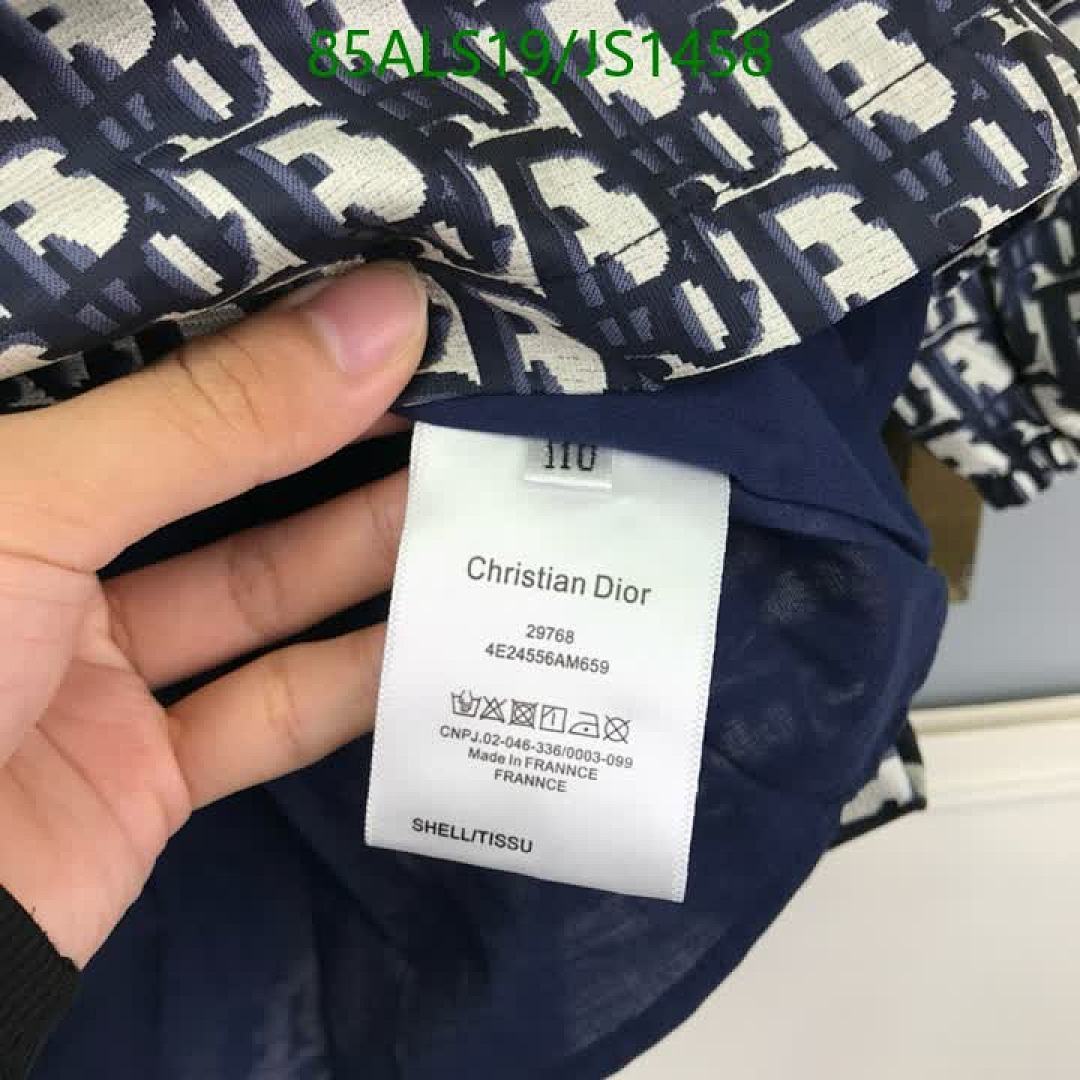 85ALS19/JS1458
110
Christian Dior
29768
4E24556AM659
CNPJ.02-046-336/0003-099
Made In FRANNCE
FRANNCE
SHELL/TISSU